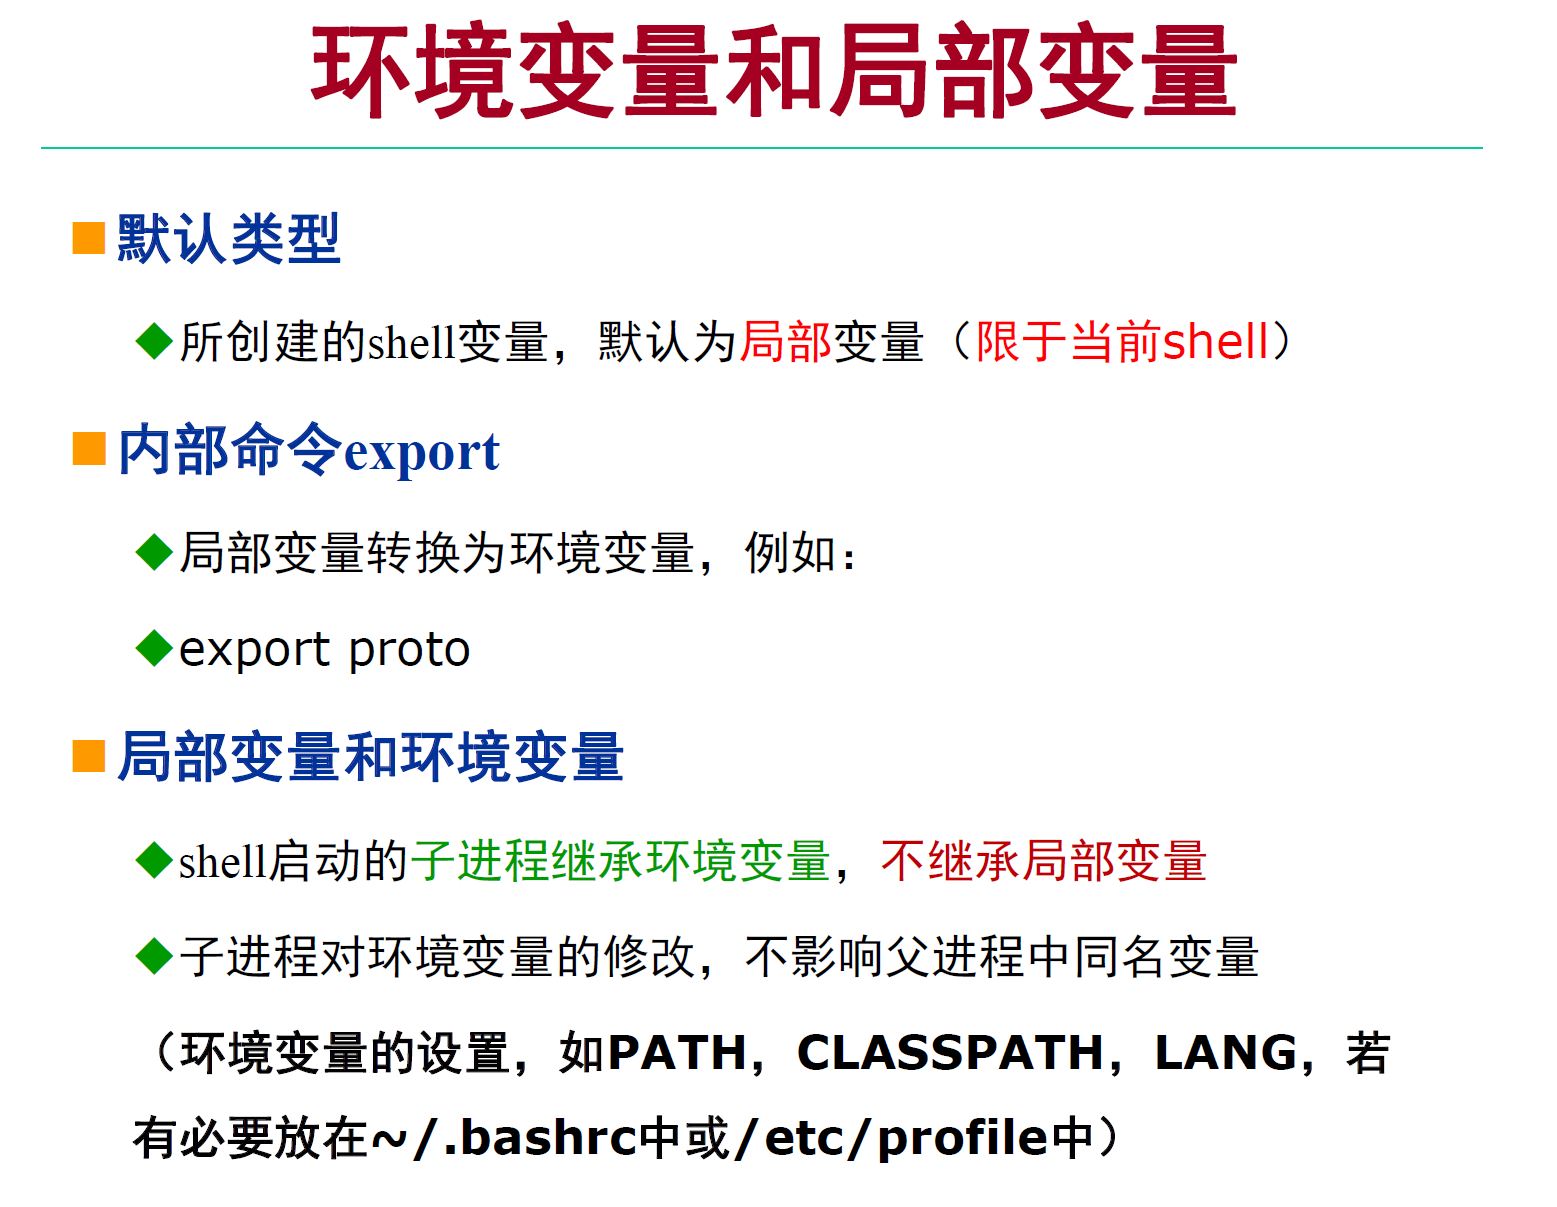 环境变量和局部变量
默认类型
所创建的shell变量，默认为局部变量（限于当前shell）
内部命令export
局部变量转换为环境变量，例如：
export proto
局部变量和环境变量
shell启动的子进程继承环境变量，不继承局部变量
子进程对环境变量的修改，不影响父进程中同名变量
（环境变量的设置，如PATH，CLASSPATH，LANG，若
有必要放在~/.bashrc中或/etc/profile中）